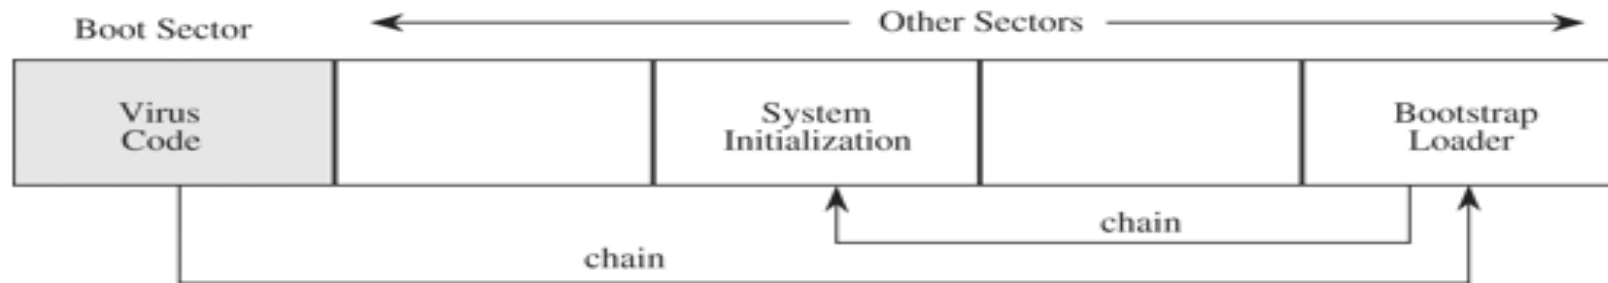 Boot Sector
Other Sectors
Virus
Code
System
Initialization
Bootstrap
Loader
chain
chain